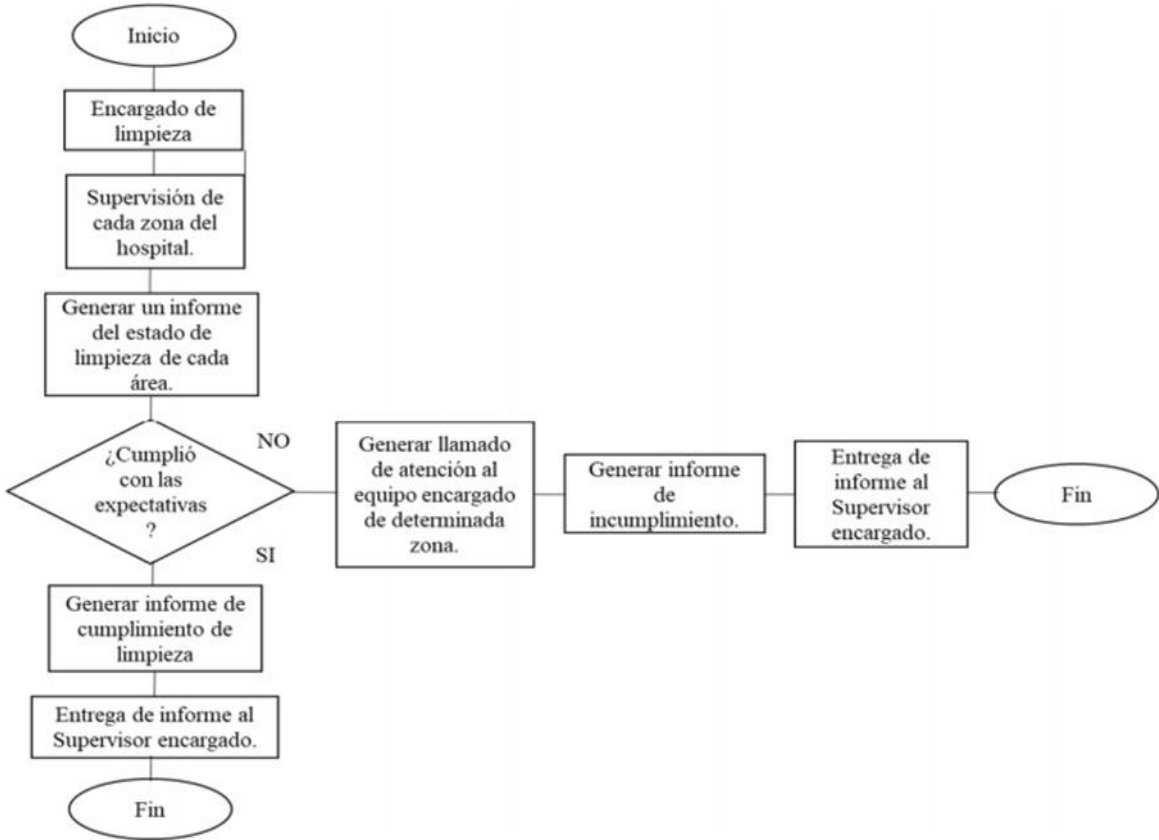 Inicio
Encargado de
limpieza
Supervisión de
cada zona del
hospital.
Generar un informe
del estado de
limpieza de cada
área.
¿Cumplió
con las
expectativas
?
NO
SI
Generar llamado
de atención al
equipo encargado
de determinada
zona.
Generar informe
de
incumplimiento.
Entrega de
informe al
Supervisor
encargado.
Fin
Generar informe de
cumplimiento de
limpieza
Entrega de informe al
Supervisor encargado.
Fin